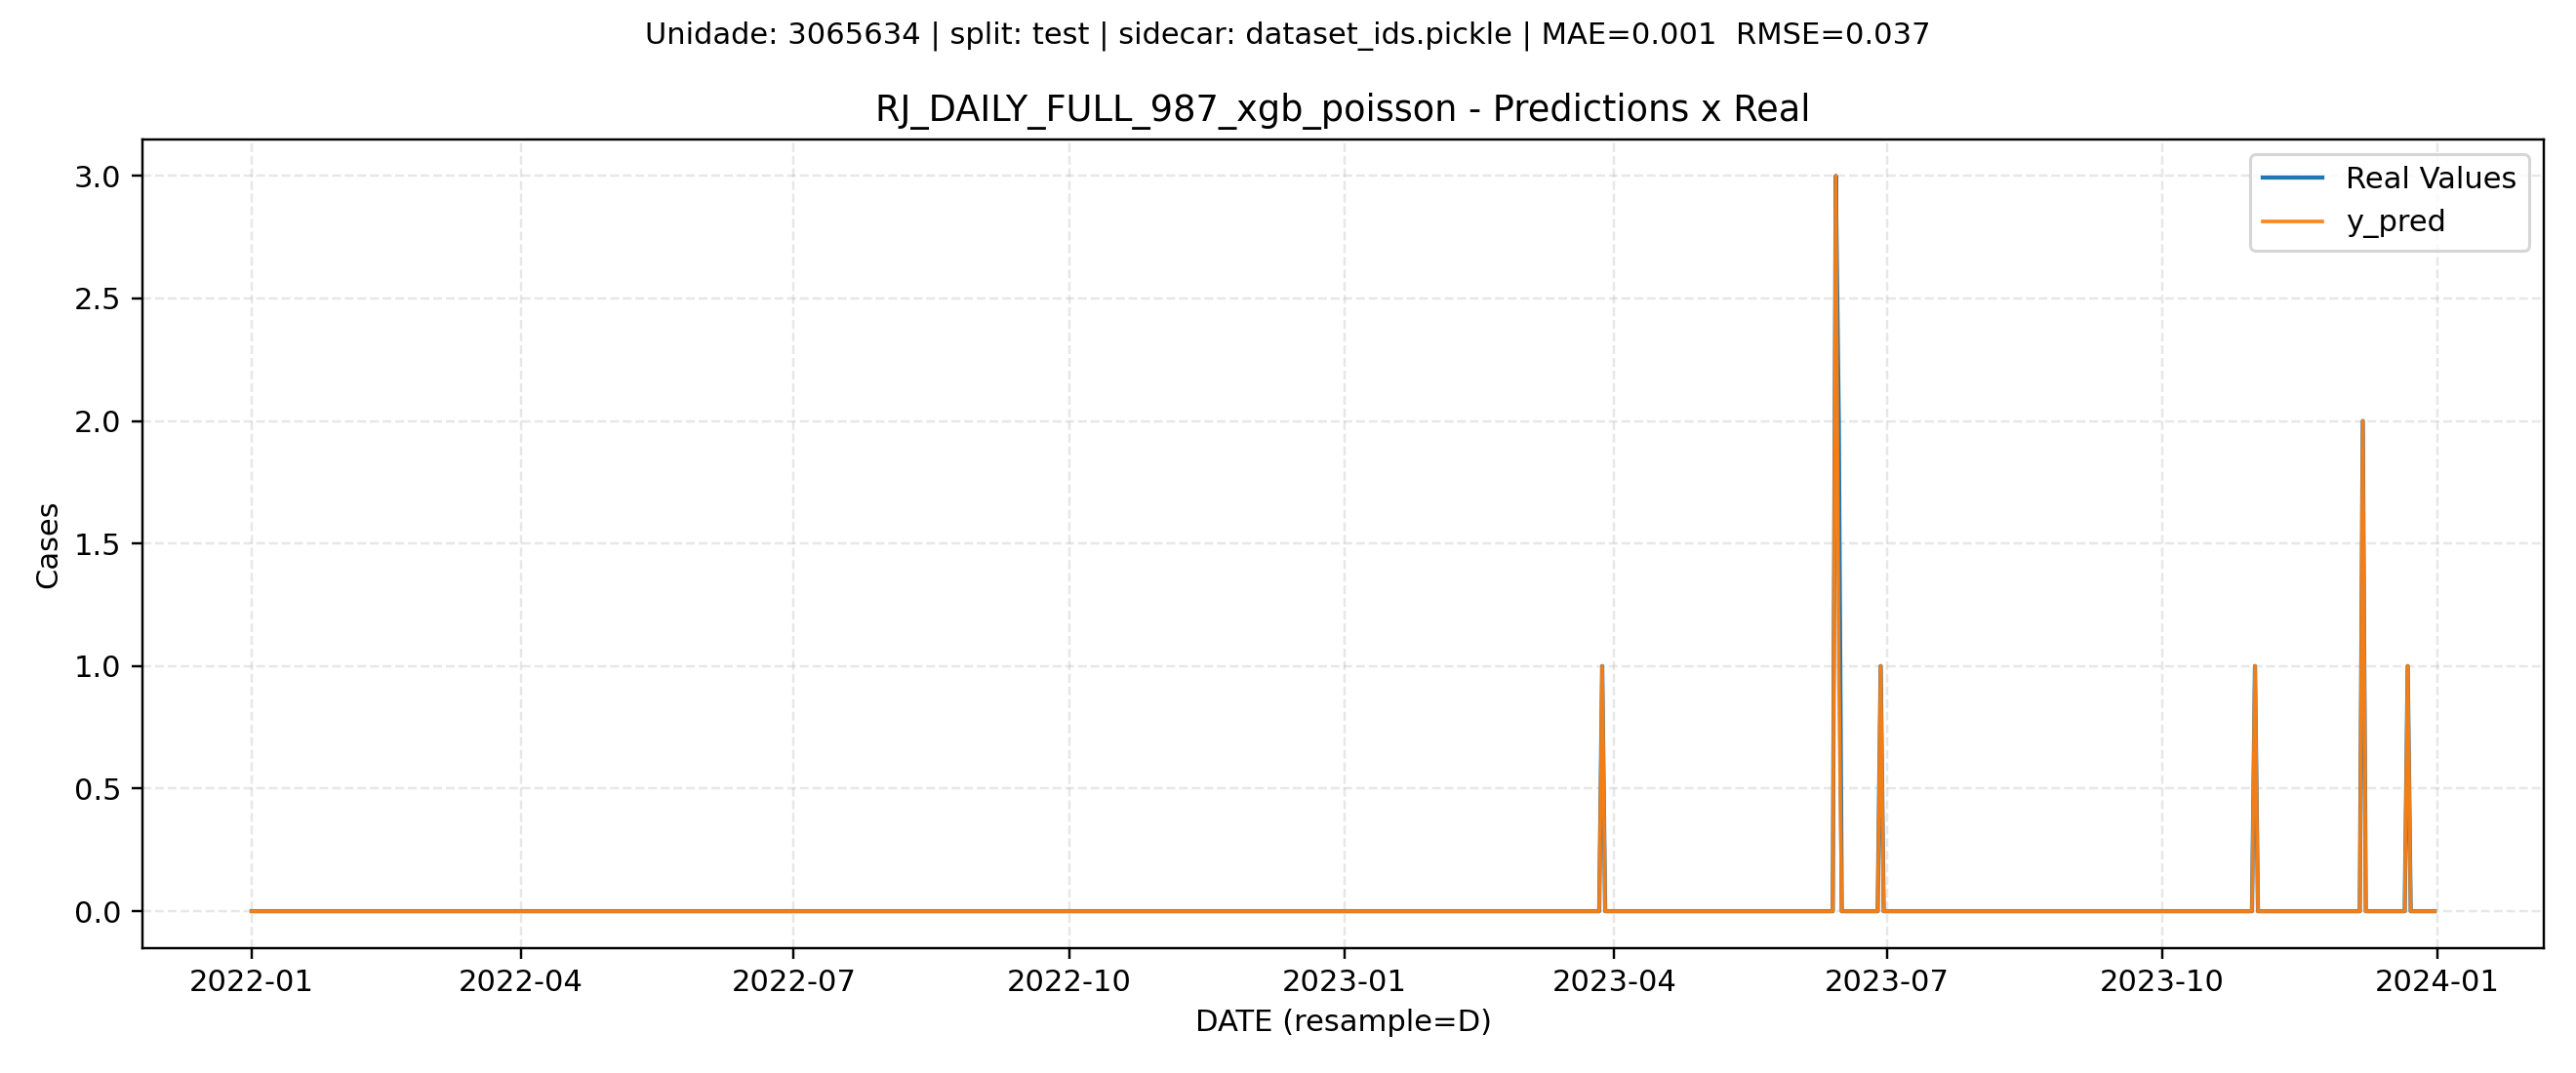 Unidade: 3065634 | split: test | sidecar: dataset_ids.pickle | MAE=0.001  RMSE=0.037
RJ_DAILY_FULL_987_xgb_poisson - Predictions x Real
Real Values
y_pred
Cases
3.0
2.5
2.0
1.5
1.0
0.5
0.0
2022-01
2022-04
2022-07
2022-10
2023-01
2023-04
2023-07
2023-10
2024-01
DATE (resample=D)